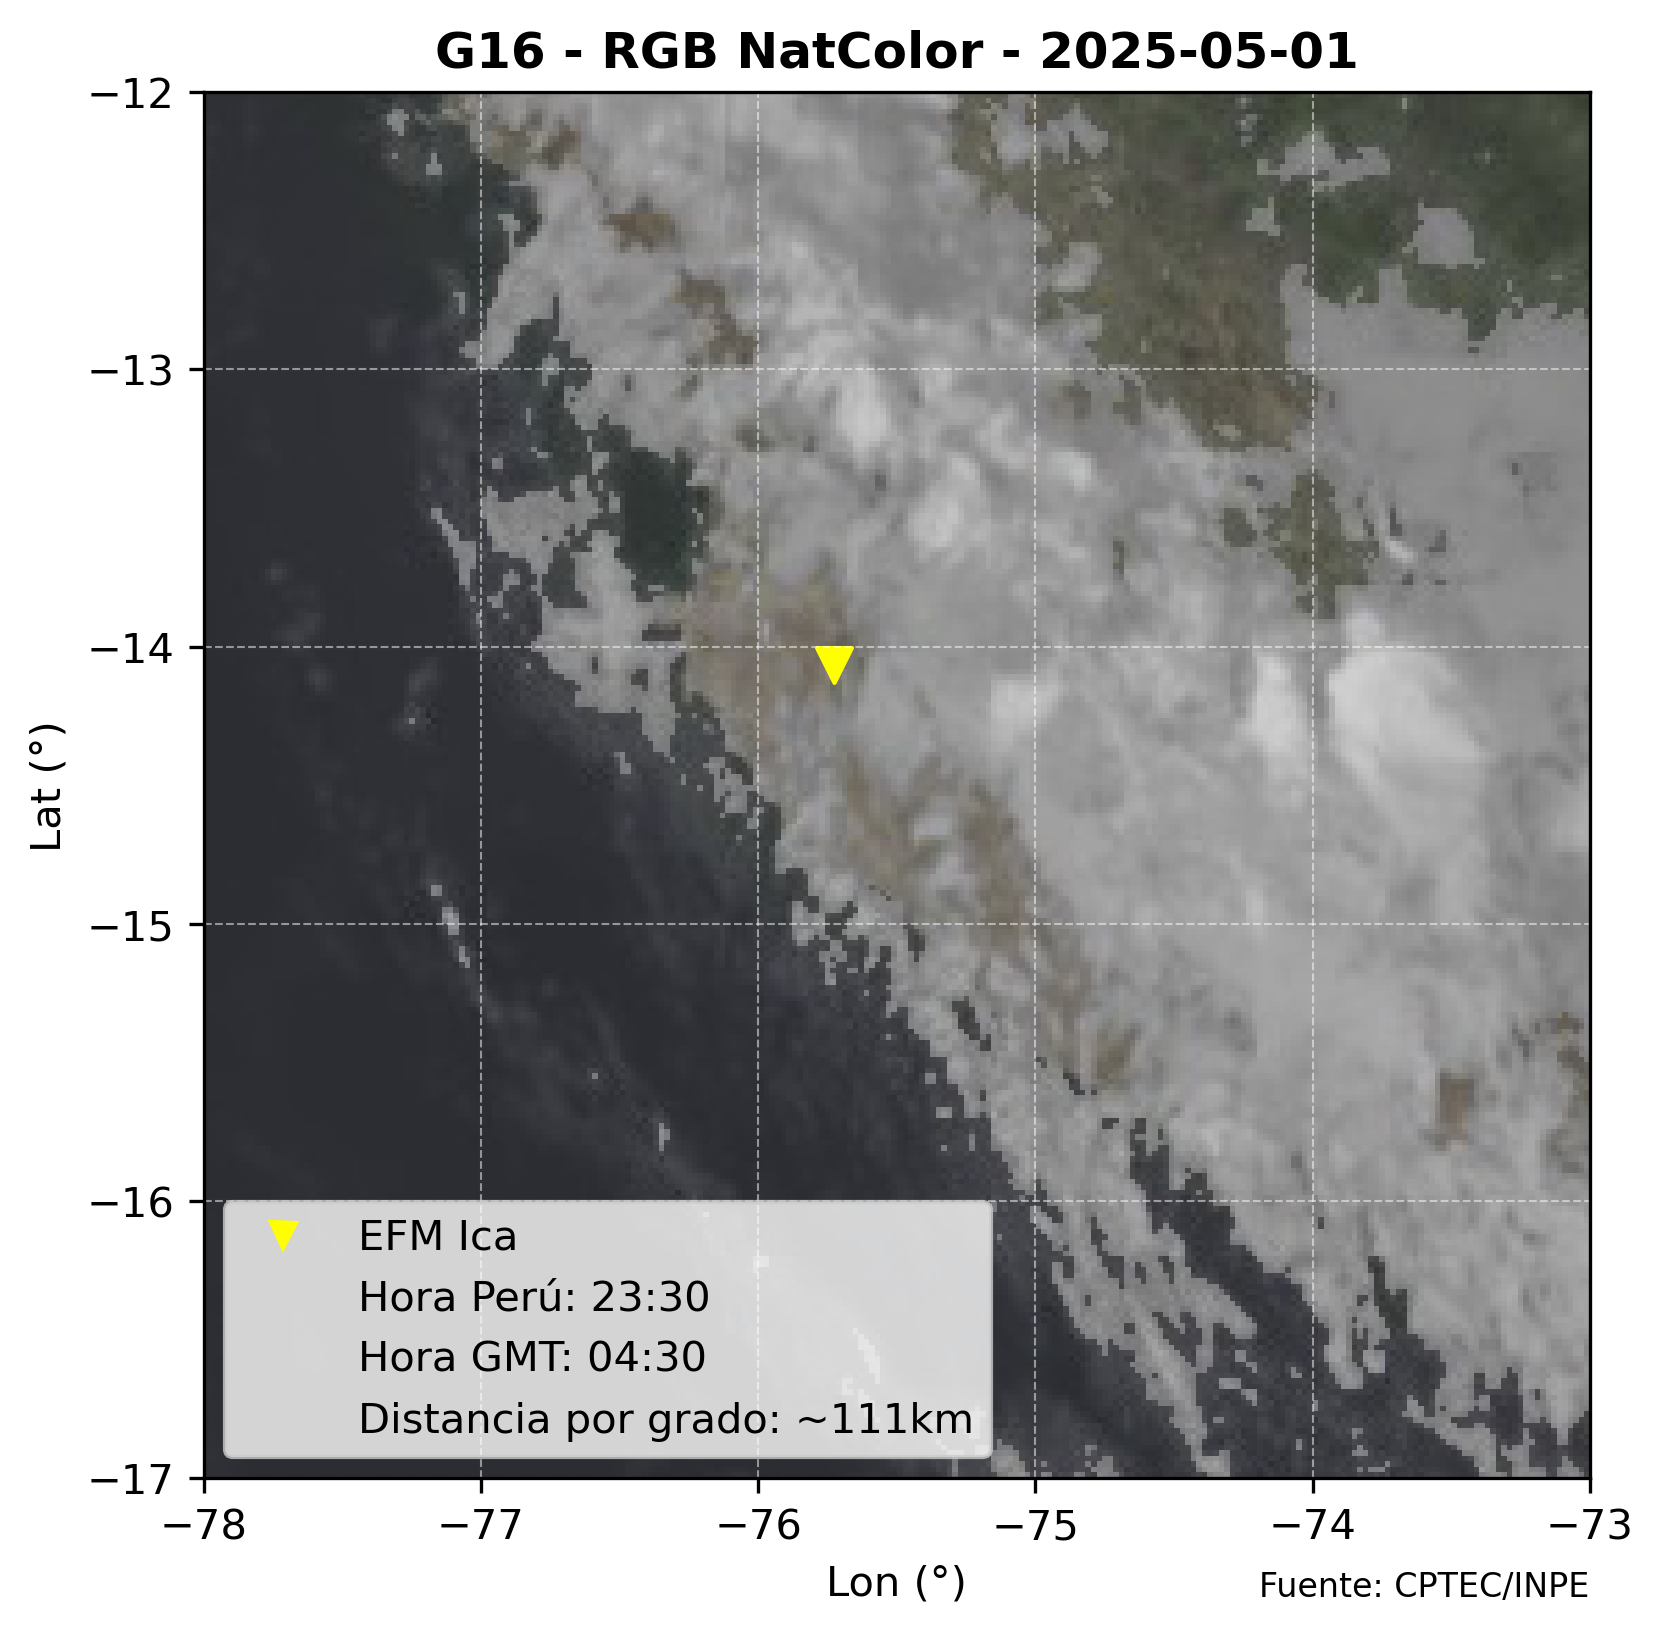 G16 - RGB NatColor - 2025-05-01
−12
−13
−14
−15
−16
−17
Lat (°)
EFM Ica
Hora Perú: 23:30
Hora GMT: 04:30
Distancia por grado: ~111km
−78 −77 −76 −75 −74 −73
Lon (°)
Fuente: CPTEC/INPE